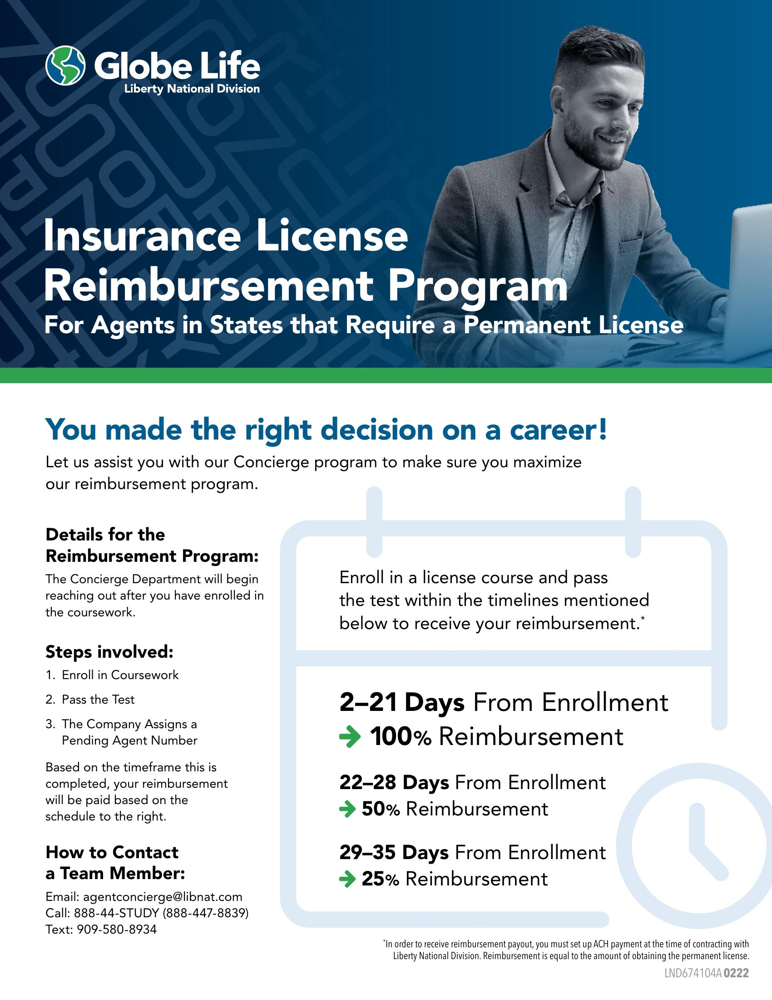 Globe Life
Liberty National Division
Insurance License
Reimbursement Program
For Agents in States that Require a Permanent License
You made the right decision on a career!
Let us assist you with our Concierge program to make sure you maximize
our reimbursement program.
Details for the
Reimbursement Program:
The Concierge Department will begin
reaching out after you have enrolled in
the coursework.
Steps involved:
1. Enroll in Coursework
2. Pass the Test
3. The Company Assigns a
Pending Agent Number
Based on the timeframe this is
completed, your reimbursement
will be paid based on the
schedule to the right.
How to Contact
a Team Member:
Email: agentconcierge@libnat.com
Call: 888-44-STUDY (888-447-8839)
Text: 909-580-8934
Enroll in a license course and pass
the test within the timelines mentioned
below to receive your reimbursement.*
2–21 Days From Enrollment
→ 100% Reimbursement
22–28 Days From Enrollment
→ 50% Reimbursement
29–35 Days From Enrollment
→ 25% Reimbursement
*In order to receive reimbursement payout, you must set up ACH payment at the time of contracting with
Liberty National Division. Reimbursement is equal to the amount of obtaining the permanent license.
LND674104A 0222